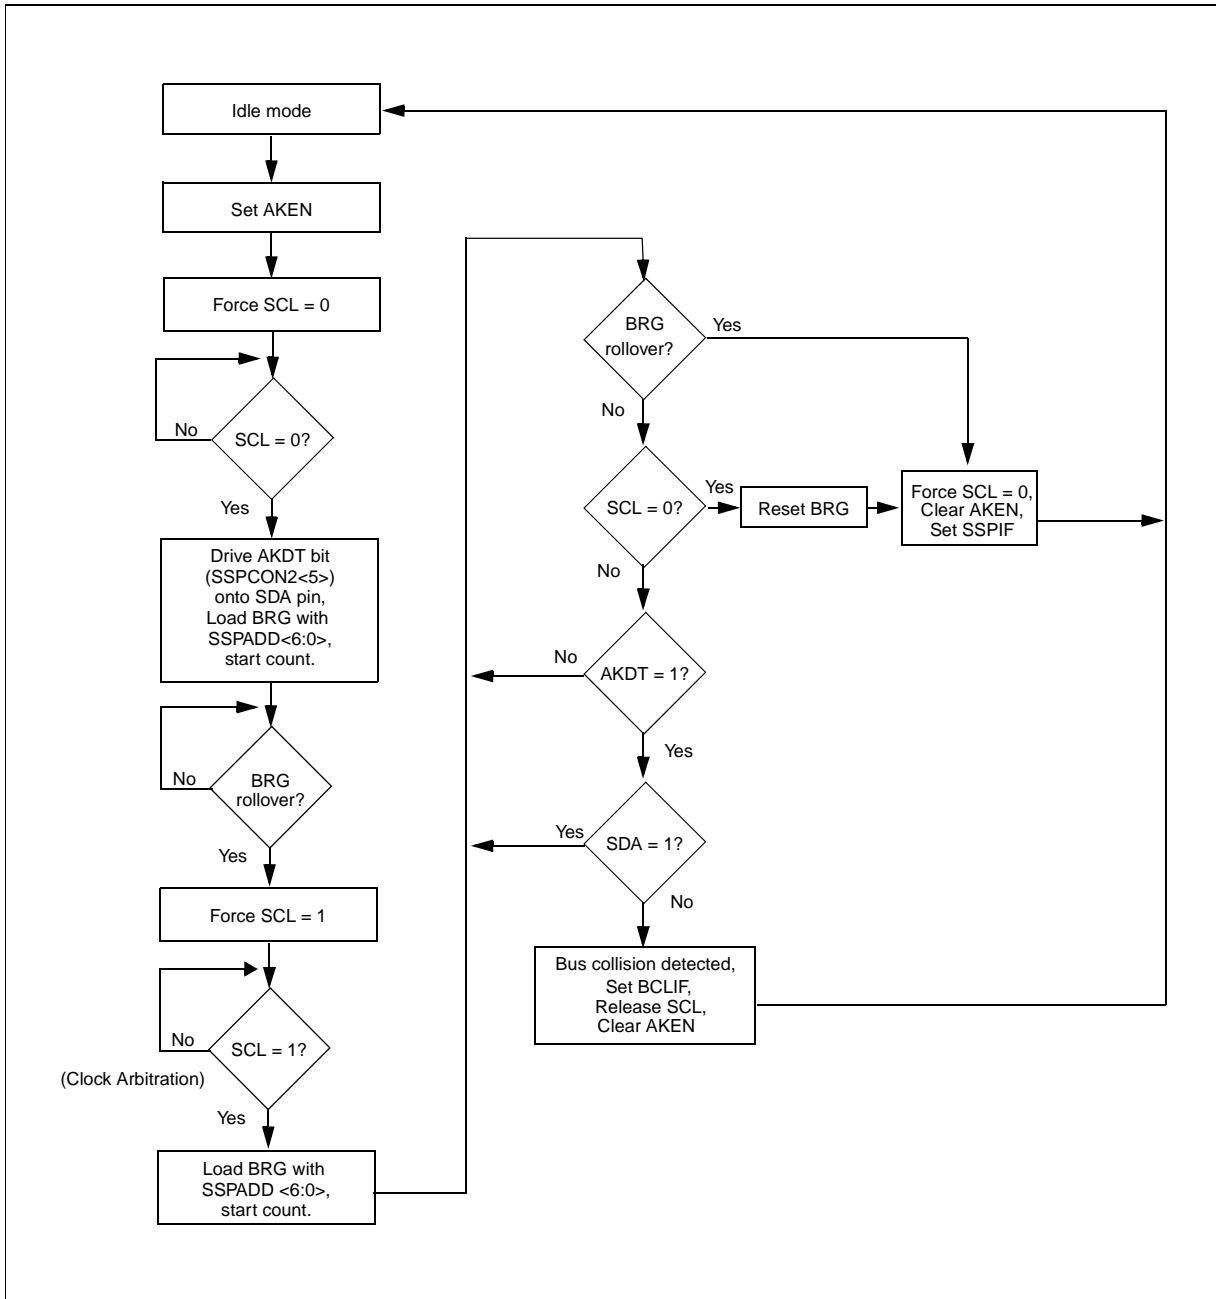 Idle mode
Set AKEN
Force SCL = 0
No
SCL = 0?
Yes
Drive AKDT bit
(SSPCON2<5>)
onto SDA pin,
Load BRG with
SSPADD<6:0>,
start count.
No
BRG
rollover?
Yes
Force SCL = 1
No
SCL = 1?
(Clock Arbitration)
Yes
Load BRG with
SSPADD <6:0>,
start count.
BRG
rollover?
Yes
No
SCL = 0?
Yes
Reset BRG
Force SCL = 0,
Clear AKEN,
Set SSPIF
No
AKDT = 1?
No
Yes
SDA = 1?
Yes
No
Bus collision detected,
Set BCLIF,
Release SCL,
Clear AKEN